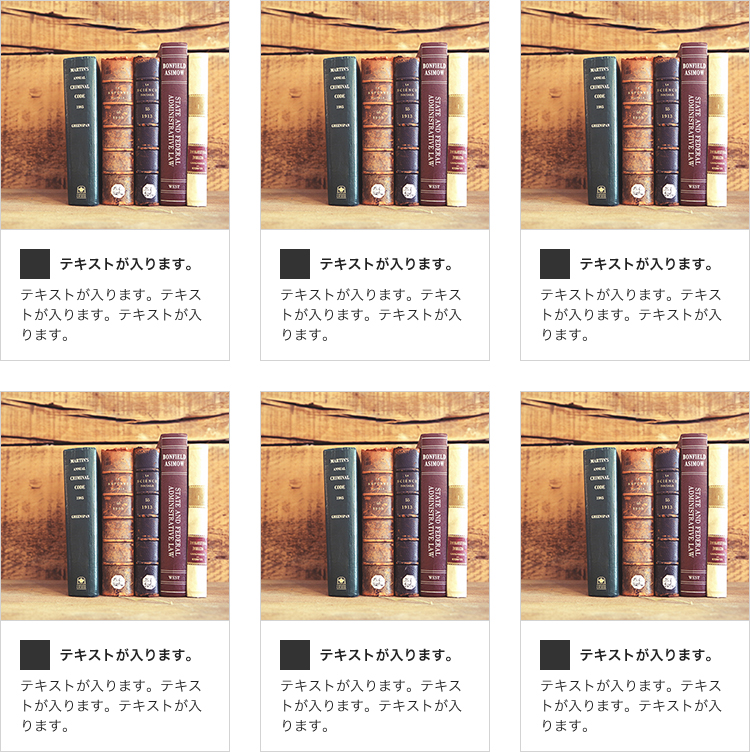 MARTIN'S
ANNUAL
CRIMINAL
CODE
1995
GREENSPAN
SCIENCE
1913
BONFIELD
ASIMOW
STATE AND FEDERAL
ADMINISTRATIVE LAW
WEST
MARTIN'S
ANNUAL
CRIMINAL
CODE
1995
GREENSPAN
SCIENCE
1913
BONFIELD
ASIMOW
STATE AND FEDERAL
ADMINISTRATIVE LAW
WEST
MARTIN'S
ANNUAL
CRIMINAL
CODE
1995
GREENSPAN
SCIENCE
1913
BONFIELD
ASIMOW
STATE AND FEDERAL
ADMINISTRATIVE LAW
WEST
テキストが入ります。
テキストが入ります。テキス
トが入ります。テキストが入
ります。
テキストが入ります。
テキストが入ります。テキス
トが入ります。テキストが入
ります。
テキストが入ります。
テキストが入ります。テキス
トが入ります。テキストが入
ります。
MARTIN'S
ANNUAL
CRIMINAL
CODE
1995
GREENSPAN
SCIENCE
1913
BONFIELD
ASIMOW
STATE AND FEDERAL
ADMINISTRATIVE LAW
WEST
MARTIN'S
ANNUAL
CRIMINAL
CODE
1995
GREENSPAN
SCIENCE
1913
BONFIELD
ASIMOW
STATE AND FEDERAL
ADMINISTRATIVE LAW
WEST
MARTIN'S
ANNUAL
CRIMINAL
CODE
1995
GREENSPAN
SCIENCE
1913
BONFIELD
ASIMOW
STATE AND FEDERAL
ADMINISTRATIVE LAW
WEST
テキストが入ります。
テキストが入ります。テキス
トが入ります。テキストが入
ります。
テキストが入ります。
テキストが入ります。テキス
トが入ります。テキストが入
ります。
テキストが入ります。
テキストが入ります。テキス
トが入ります。テキストが入
ります。